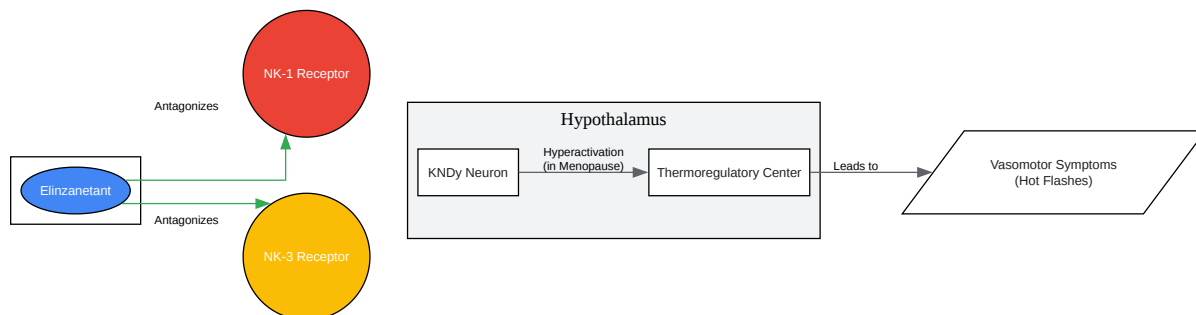 NK-1 Receptor
Antagonizes
Elinzanetant
Antagonizes
NK-3 Receptor
Hypothalamus
KNDy Neuron
Hyperactivation
(in Menopause)
Thermoregulatory Center
Leads to
Vasomotor Symptoms
(Hot Flashes)